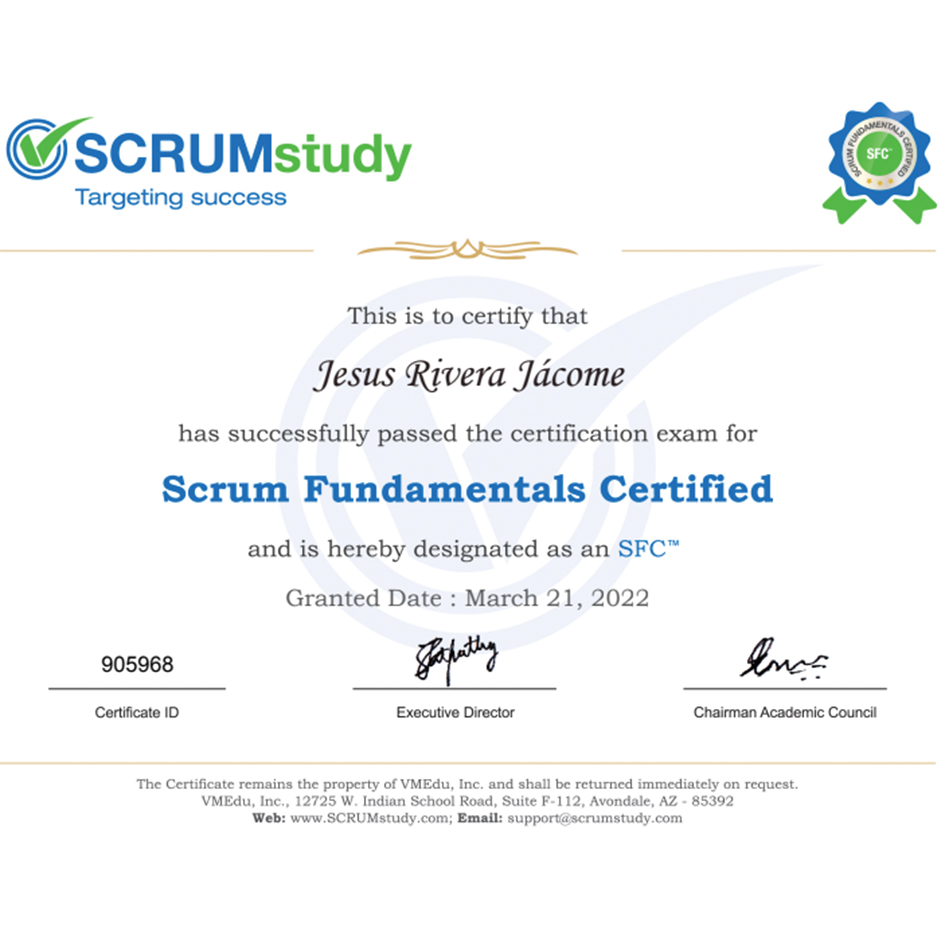 SCRUMstudy
Targeting success
SCRUM FUNDAMENTALS CERTIFIED
SFC™
This is to certify that
Jesus Rivera Jácome
has successfully passed the certification exam for
Scrum Fundamentals Certified
and is hereby designated as an SFC™
Granted Date : March 21, 2022
905968
Certificate ID
Executive Director
Chairman Academic Council
The Certificate remains the property of VMEdu, Inc. and shall be returned immediately on request.
VMEdu, Inc., 12725 W. Indian School Road, Suite F-112, Avondale, AZ - 85392
Web: www.SCRUMstudy.com; Email: support@scrumstudy.com